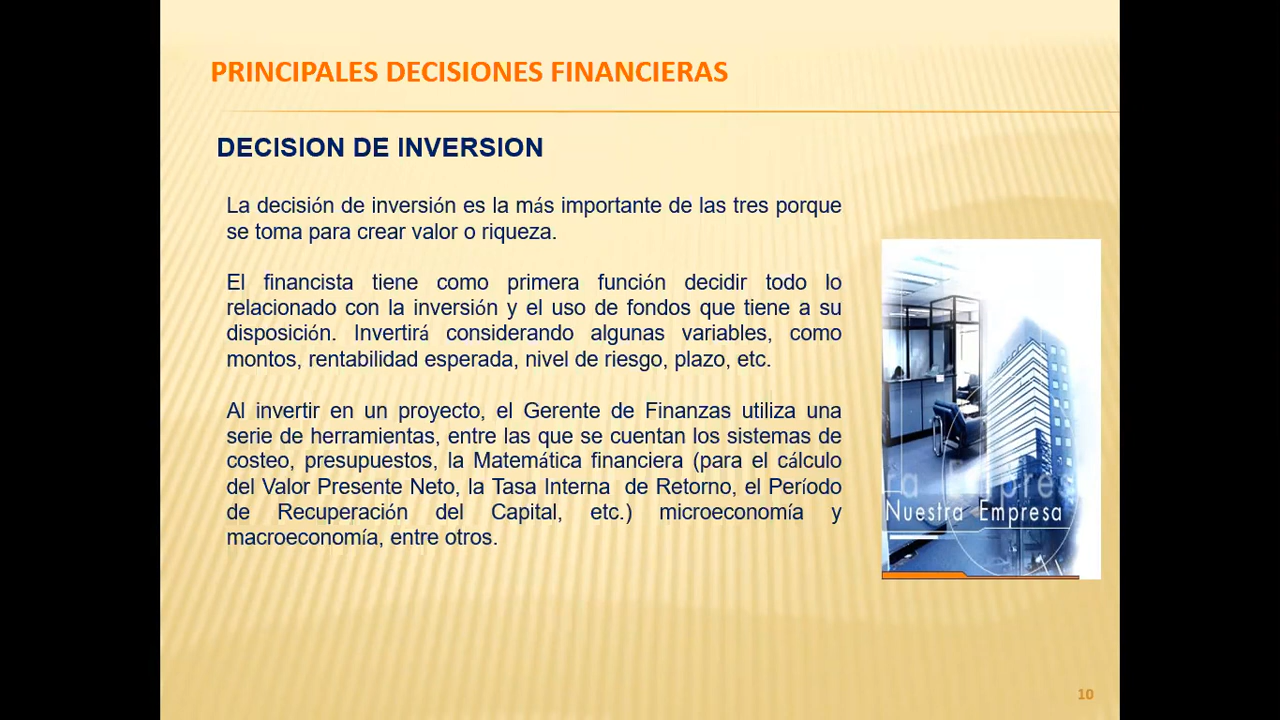 PRINCIPALES DECISIONES FINANCIERAS
DECISION DE INVERSION
La decisión de inversión es la más importante de las tres porque
se toma para crear valor o riqueza.
El financista tiene como primera función decidir todo lo
relacionado con la inversión y el uso de fondos que tiene a su
disposición. Invertirá considerando algunas variables, como
montos, rentabilidad esperada, nivel de riesgo, plazo, etc.
Al invertir en un proyecto, el Gerente de Finanzas utiliza una
serie de herramientas, entre las que se cuentan los sistemas de
costeo, presupuestos, la Matemática financiera (para el cálculo
del Valor Presente Neto, la Tasa Interna de Retorno, el Período
de Recuperación del Capital, etc.) microeconomía y
macroeconomía, entre otros.
ra Empres
Nuestra Empresa
10